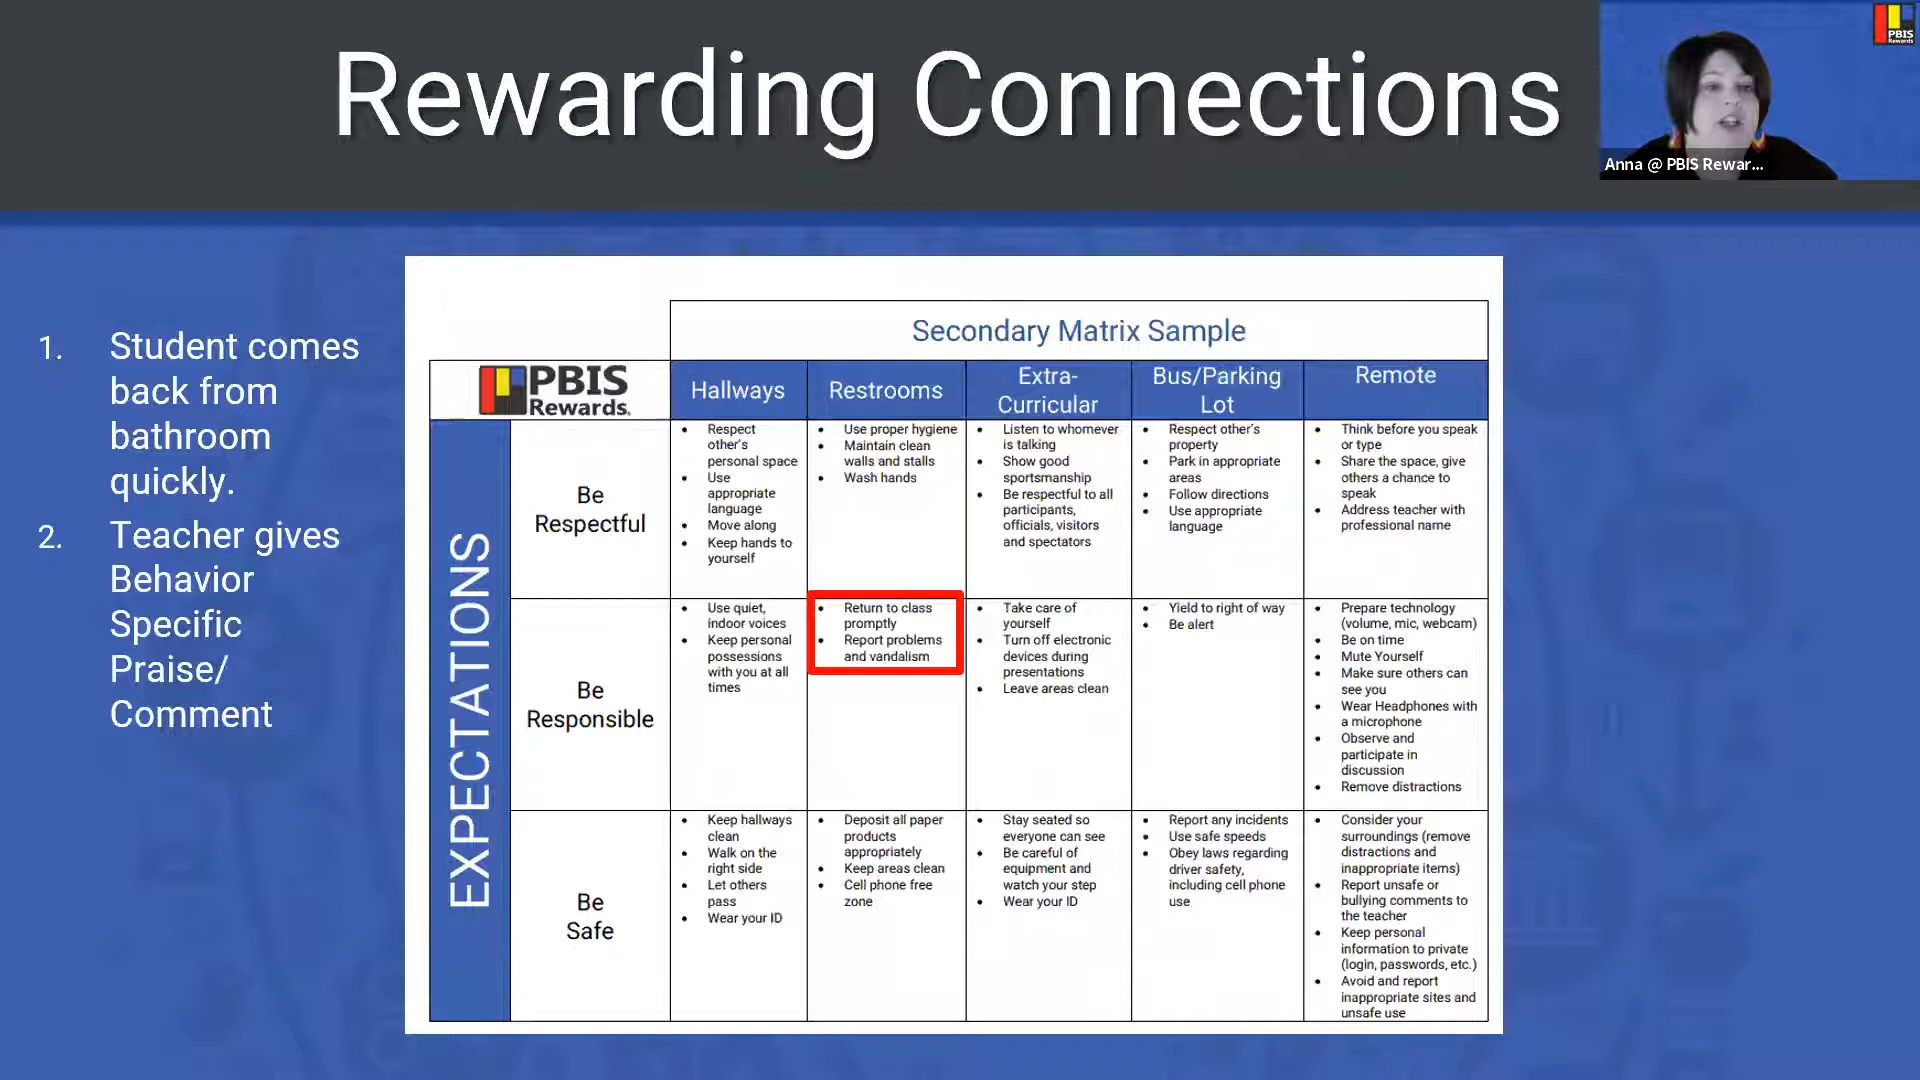 Rewarding Connections
PBIS
Rewards
Anna @ PBIS Rewar...
1. Student comes
back from
bathroom
quickly.
2. Teacher gives
Behavior
Specific
Praise/
Comment
Secondary Matrix Sample
PBIS
Rewards.
Hallways
Restrooms
Extra-
Curricular
Bus/Parking
Lot
Remote
EXPECTATIONS
Be
Respectful
• Respect
other's
personal space
• Use
appropriate
language
• Move along
• Keep hands to
yourself
• Use proper hygiene
• Maintain clean
walls and stalls
• Wash hands
• Listen to whomever
is talking
• Show good
sportsmanship
• Be respectful to all
participants,
officials, visitors
and spectators
• Respect other's
property
• Park in appropriate
areas
• Follow directions
• Use appropriate
language
• Think before you speak
or type
• Share the space, give
others a chance to
speak
• Address teacher with
professional name
Be
Responsible
• Use quiet,
indoor voices
• Keep personal
possessions
with you at all
times
• Return to class
promptly
• Report problems
and vandalism
• Take care of
yourself
• Turn off electronic
devices during
presentations
• Leave areas clean
• Yield to right of way
• Be alert
• Prepare technology
(volume, mic, webcam)
• Be on time
• Mute Yourself
• Make sure others can
see you
• Wear Headphones with
a microphone
• Observe and
participate in
discussion
• Remove distractions
Be
Safe
• Keep hallways
clean
• Walk on the
right side
• Let others
pass
• Wear your ID
• Deposit all paper
products
appropriately
• Keep areas clean
• Cell phone free
zone
• Stay seated so
everyone can see
• Be careful of
equipment and
watch your step
• Wear your ID
• Report any incidents
• Use safe speeds
• Obey laws regarding
driver safety,
including cell phone
use
• Consider your
surroundings (remove
distractions and
inappropriate items)
• Report unsafe or
bullying comments to
the teacher
• Keep personal
information to private
(login, passwords, etc.)
• Avoid and report
inappropriate sites and
unsafe use